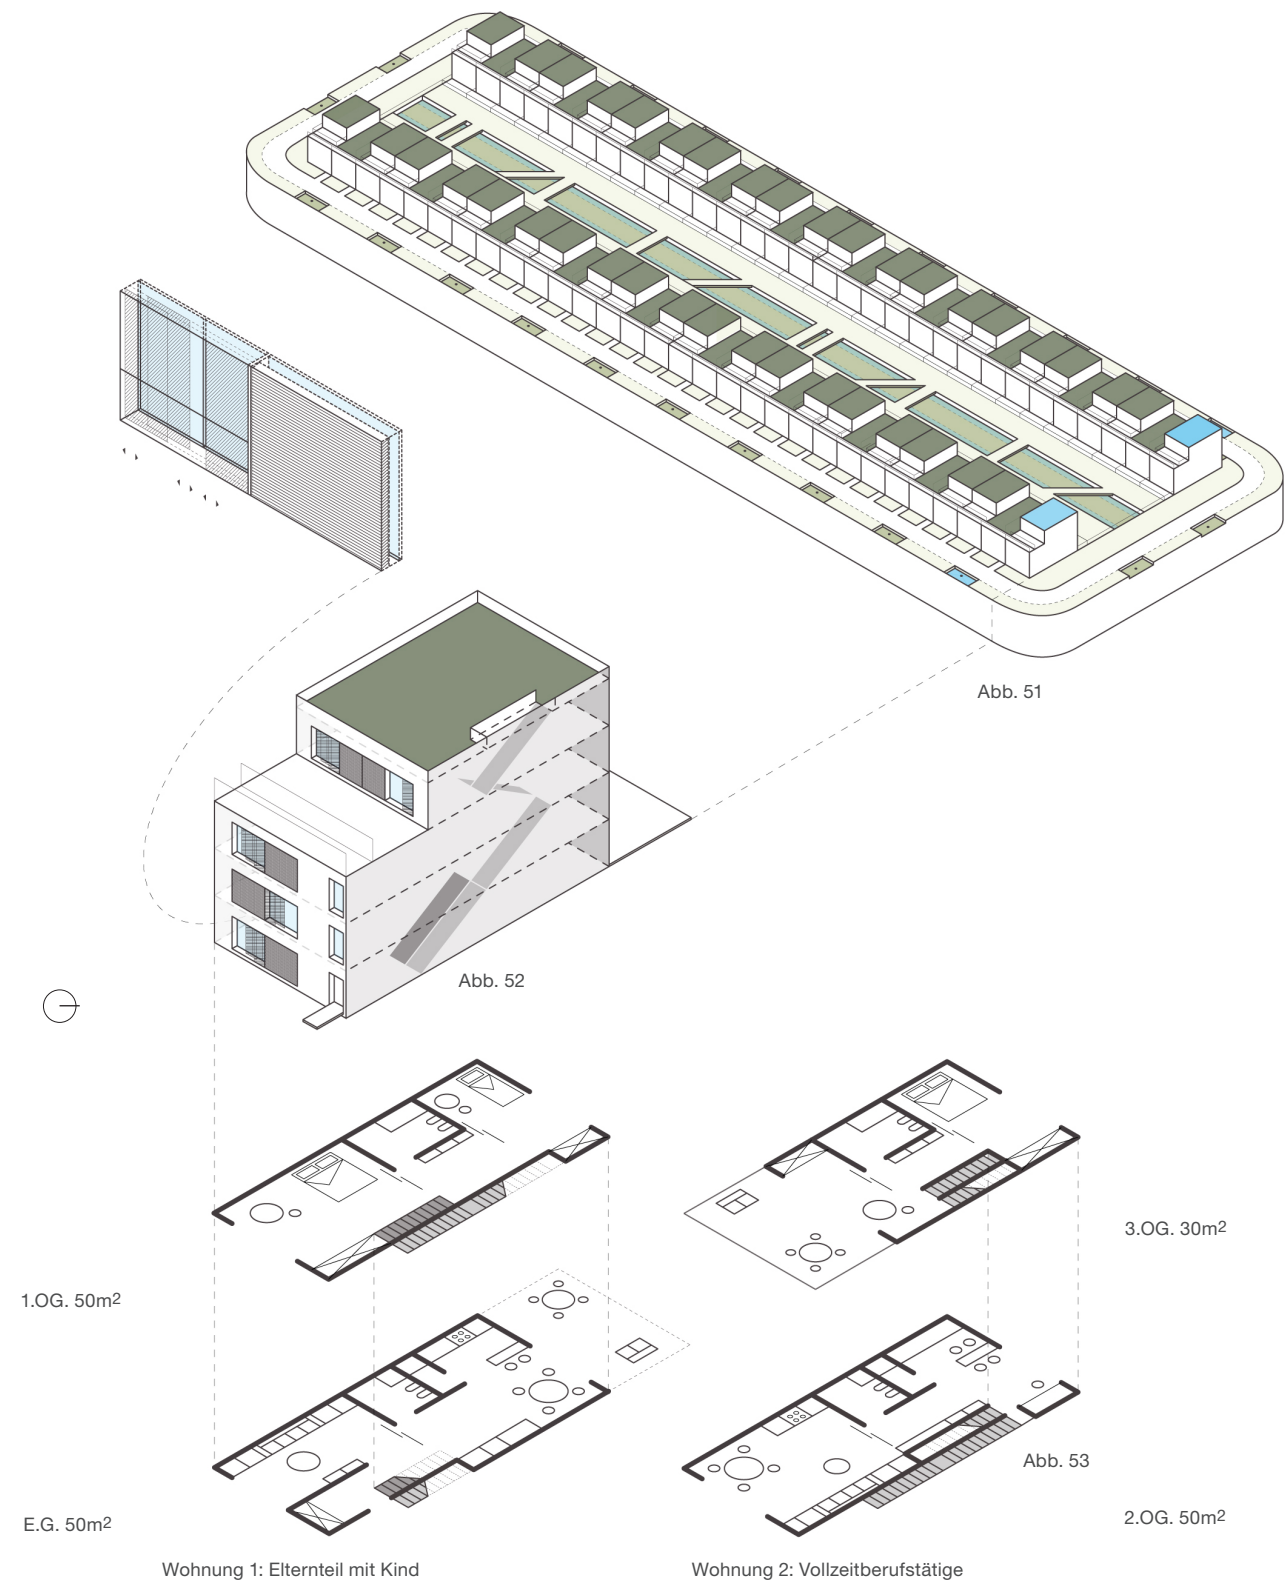 Abb. 51
Abb. 52
3.OG. 30m2
1.OG. 50m2
Abb. 53
E.G. 50m2
2.OG. 50m2
Wohnung 1: Elternteil mit Kind
Wohnung 2: Vollzeitberufstätige